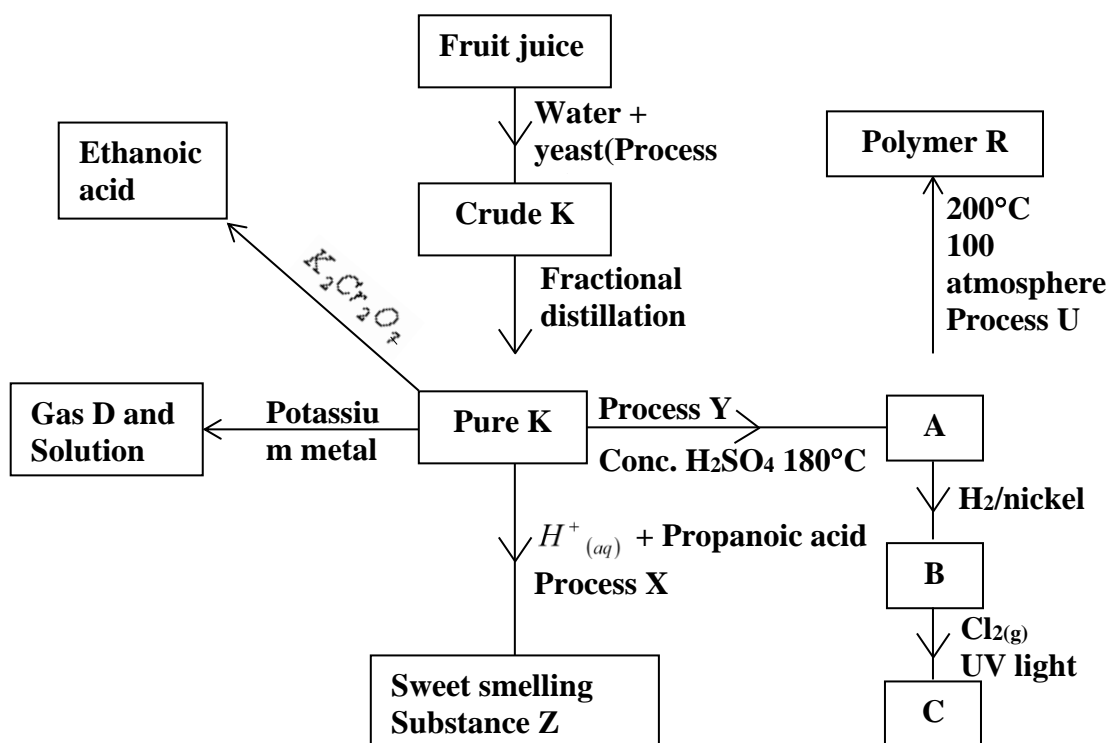 Fruit juice
Water +
yeast(Process
Ethanoic
acid
Polymer R
Crude K
200°C
100
atmosphere
Process U
Fractional
distillation
K₂Cr₂O₇
Gas D and
Solution
Potassiu
m metal
Pure K
Process Y
Conc. H₂SO₄ 180°C
A
H₂/nickel
H⁺(aq) + Propanoic acid
Process X
B
Cl₂(g)
UV light
Sweet smelling
Substance Z
C